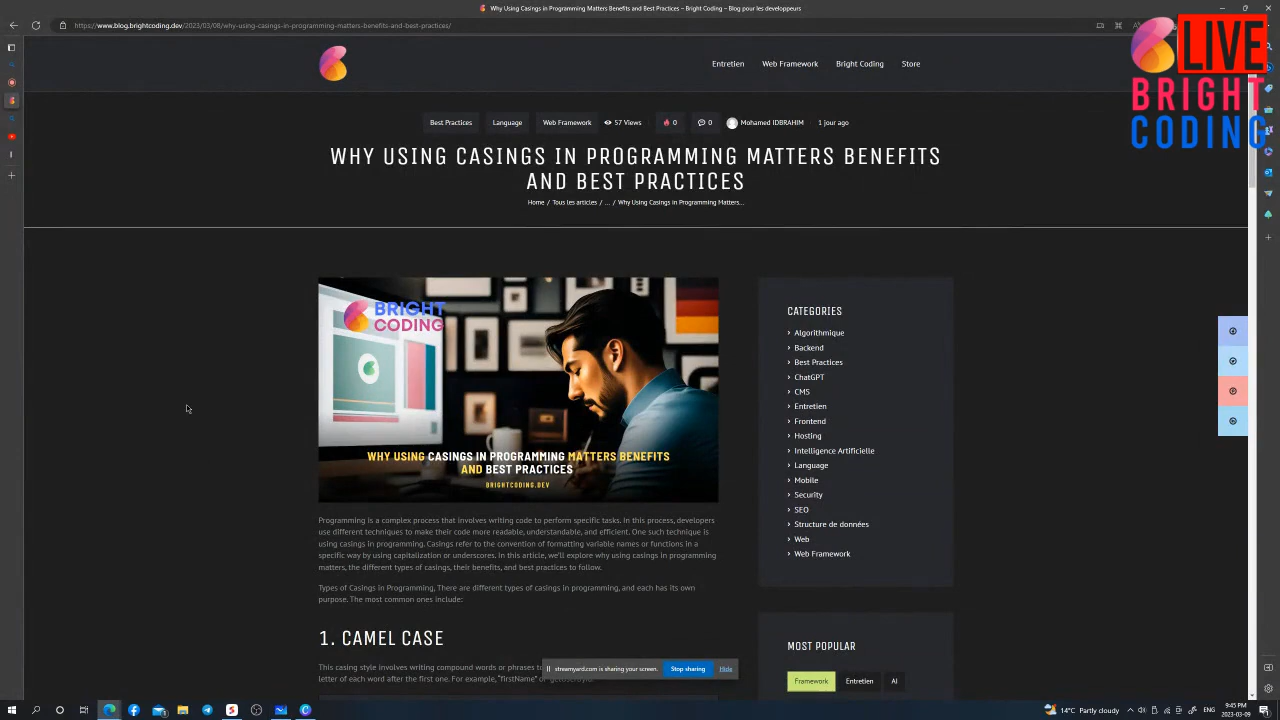 Why Using Casings in Programming Matters Benefits and Best Practices – Bright Coding – Blog pour les developpeurs
https://www.blog.brightcoding.dev/2023/03/08/why-using-casings-in-programming-matters-benefits-and-best-practices/
LIVE
BRIGHT
CODING
Entretien Web Framework Bright Coding Store
Best Practices Language Web Framework 57 Views 0 0 Mohamed IDBRAHIM 1 jour ago
WHY USING CASINGS IN PROGRAMMING MATTERS BENEFITS
AND BEST PRACTICES
Home / Tous les articles / ... / Why Using Casings in Programming Matters...
BRIGHT
CODING
WHY USING CASINGS IN PROGRAMMING MATTERS BENEFITS
AND BEST PRACTICES
BRIGHTCODING.DEV
Programming is a complex process that involves writing code to perform specific tasks. In this process, developers
use different techniques to make their code more readable, understandable, and efficient. One such technique is
using casings in programming. Casings refer to the convention of formatting variable names or functions in a
specific way by using capitalization or underscores. In this article, we'll explore why using casings in programming
matters, the different types of casings, their benefits, and best practices to follow.
Types of Casings in Programming, There are different types of casings in programming, and each has its own
purpose. The most common ones include:
1. CAMEL CASE
This casing style involves writing compound words or phrases
letter of each word after the first one. For example, "firstName" or
CATEGORIES
Algorithmique
Backend
Best Practices
ChatGPT
CMS
Entretien
Frontend
Hosting
Intelligence Artificielle
Language
Mobile
Security
SEO
Structure de données
Web
Web Framework
MOST POPULAR
Framework Entretien AI
streamyard.com is sharing your screen. Stop sharing Hide
14°C Partly cloudy ENG 9:45 PM
2023-03-09